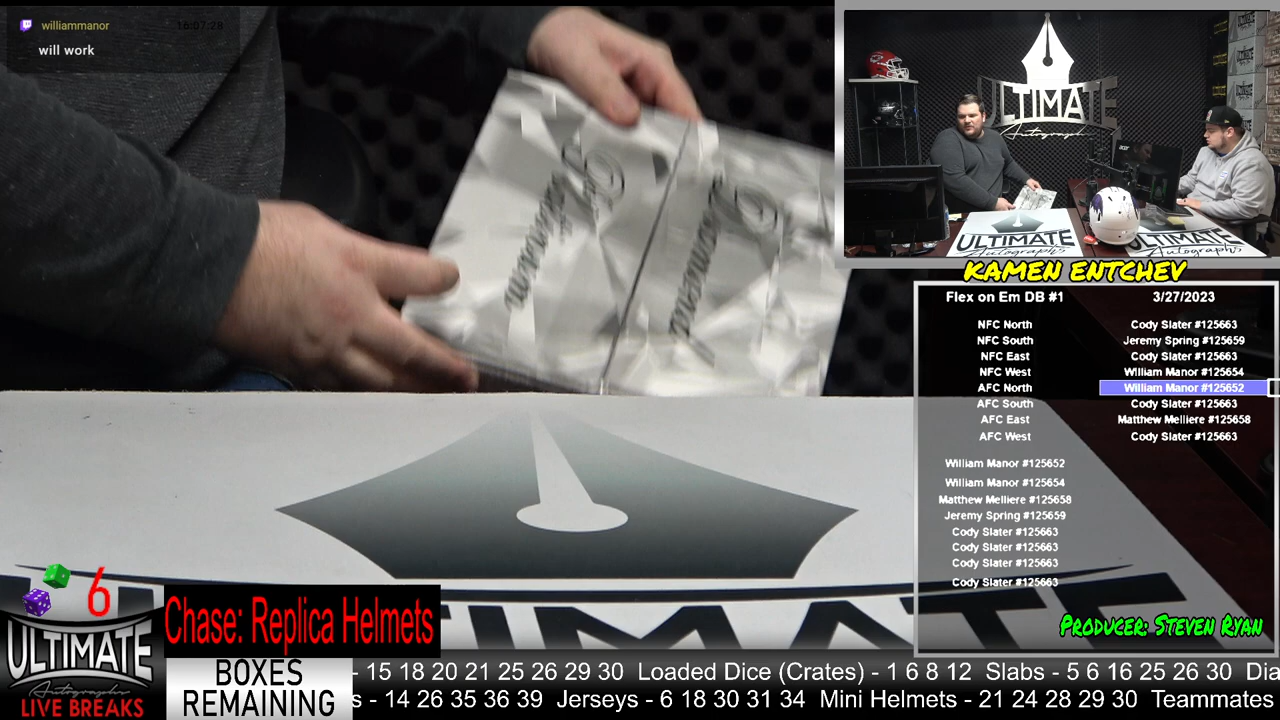 williammanor 16:07:28
will work
ULTIMATE
Autographs
ULTIMATE
Autographs
ULTIMATE
KAMEN ENTCHEV
Flex on Em DB #1 3/27/2023
NFC North Cody Slater #125663
NFC South Jeremy Spring #125659
NFC East Cody Slater #125663
NFC West William Manor #125654
AFC North William Manor #125652
AFC South Cody Slater #125663
AFC East Matthew Melliere #125658
AFC West Cody Slater #125663
William Manor #125652
William Manor #125654
Matthew Melliere #125658
Jeremy Spring #125659
Cody Slater #125663
Cody Slater #125663
Cody Slater #125663
Cody Slater #125663
Producer: Steven Ryan
6
ULTIMATE
Autographs
LIVE BREAKS
Chase: Replica Helmets
BOXES
REMAINING
- 15 18 20 21 25 26 29 30 Loaded Dice (Crates) - 1 6 8 12 Slabs - 5 6 16 25 26 30 Dia
s - 14 26 35 36 39 Jerseys - 6 18 30 31 34 Mini Helmets - 21 24 28 29 30 Teammates